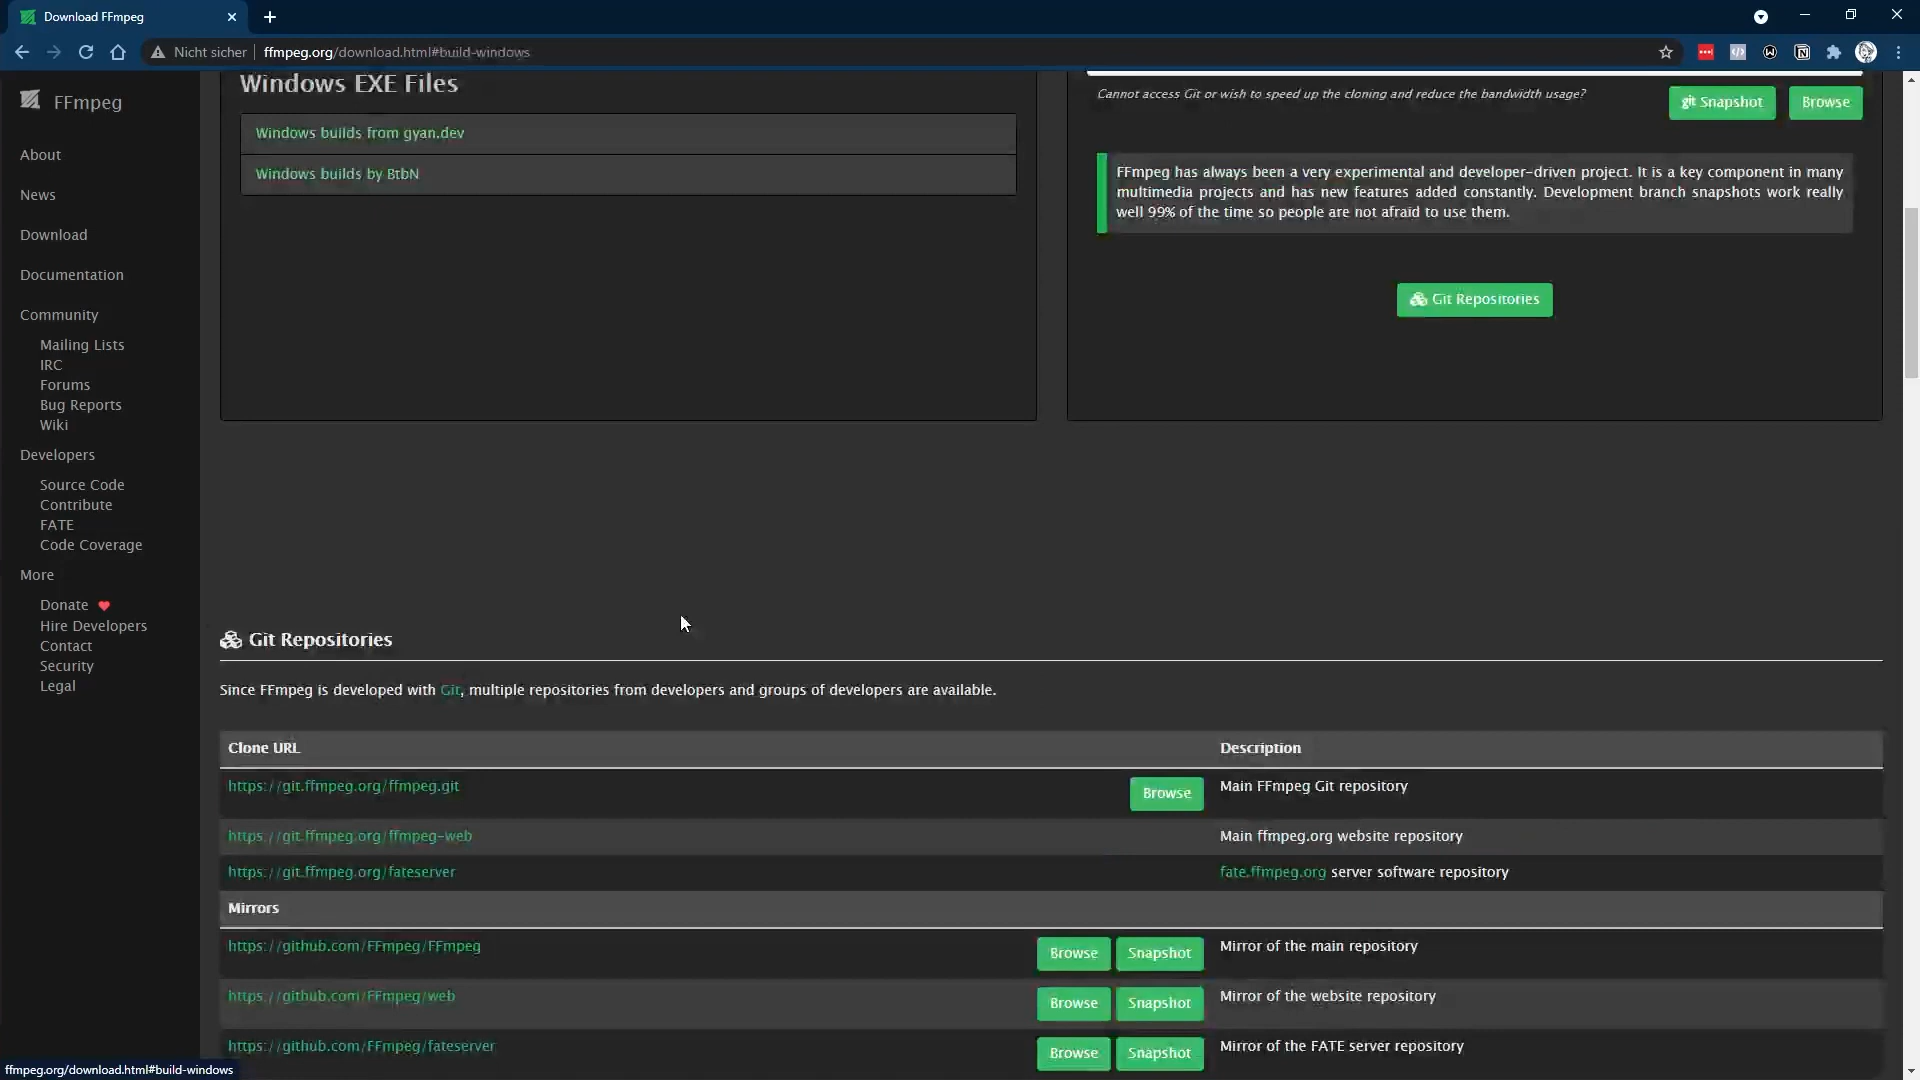 Download FFmpeg
Nicht sicher
ffmpeg.org/download.html#build-windows
FFmpeg
About
News
Download
Documentation
Community
Mailing Lists
IRC
Forums
Bug Reports
Wiki
Developers
Source Code
Contribute
FATE
Code Coverage
More
Donate
Hire Developers
Contact
Security
Legal
Windows EXE Files
Windows builds from gyan.dev
Windows builds by BtbN
Cannot access Git or wish to speed up the cloning and reduce the bandwidth usage?
git Snapshot
Browse
FFmpeg has always been a very experimental and developer-driven project. It is a key component in many
multimedia projects and has new features added constantly. Development branch snapshots work really
well 99% of the time so people are not afraid to use them.
Git Repositories
Git Repositories
Since FFmpeg is developed with Git, multiple repositories from developers and groups of developers are available.
Clone URL Description
https://git.ffmpeg.org/ffmpeg.git Browse Main FFmpeg Git repository
https://git.ffmpeg.org/ffmpeg-web Main ffmpeg.org website repository
https://git.ffmpeg.org/fateserver fate.ffmpeg.org server software repository
Mirrors
https://github.com/FFmpeg/FFmpeg Browse Snapshot Mirror of the main repository
https://github.com/FFmpeg/web Browse Snapshot Mirror of the website repository
https://github.com/FFmpeg/fateserver Browse Snapshot Mirror of the FATE server repository
ffmpeg.org/download.html#build-windows